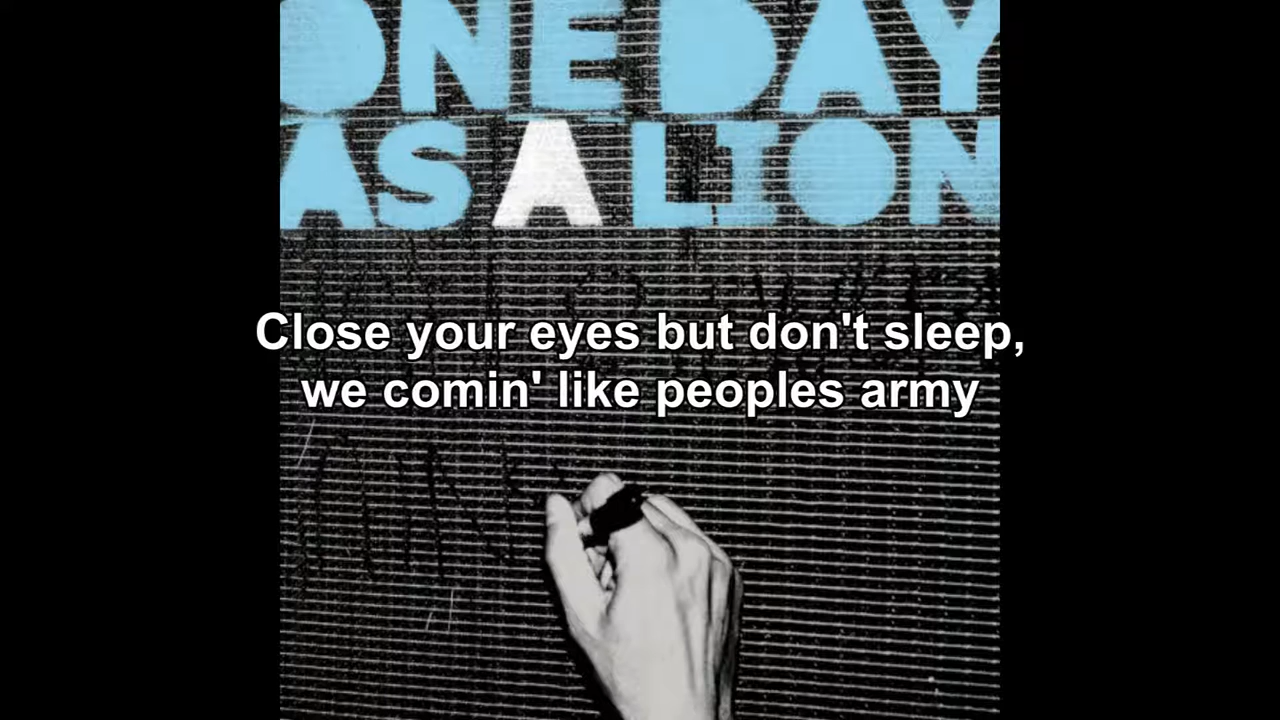 ONE DAY
AS A LION
Close your eyes but don't sleep,
we comin' like peoples army